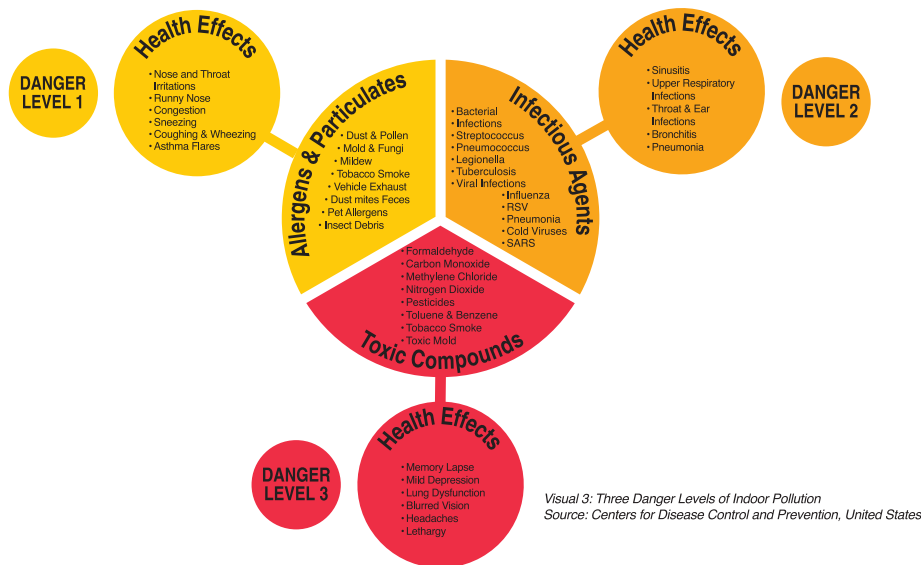 DANGER
LEVEL 1
Health Effects
• Nose and Throat
Irritations
• Runny Nose
• Congestion
• Sneezing
• Coughing & Wheezing
• Asthma Flares
Allergens & Particulates
• Dust & Pollen
• Mold & Fungi
• Mildew
• Tobacco Smoke
• Vehicle Exhaust
• Dust mites Feces
• Pet Allergens
• Insect Debris
Infectious Agents
• Bacterial
• Infections
• Streptococcus
• Pneumococcus
• Legionella
• Tuberculosis
• Viral Infections
• Influenza
• RSV
• Pneumonia
• Cold Viruses
• SARS
Health Effects
• Sinusitis
• Upper Respiratory
Infections
• Throat & Ear
Infections
• Bronchitis
• Pneumonia
DANGER
LEVEL 2
• Formaldehyde
• Carbon Monoxide
• Methylene Chloride
• Nitrogen Dioxide
• Pesticides
• Toluene & Benzene
• Tobacco Smoke
• Toxic Mold
Toxic Compounds
DANGER
LEVEL 3
Health Effects
• Memory Lapse
• Mild Depression
• Lung Dysfunction
• Blurred Vision
• Headaches
• Lethargy
Visual 3: Three Danger Levels of Indoor Pollution
Source: Centers for Disease Control and Prevention, United States